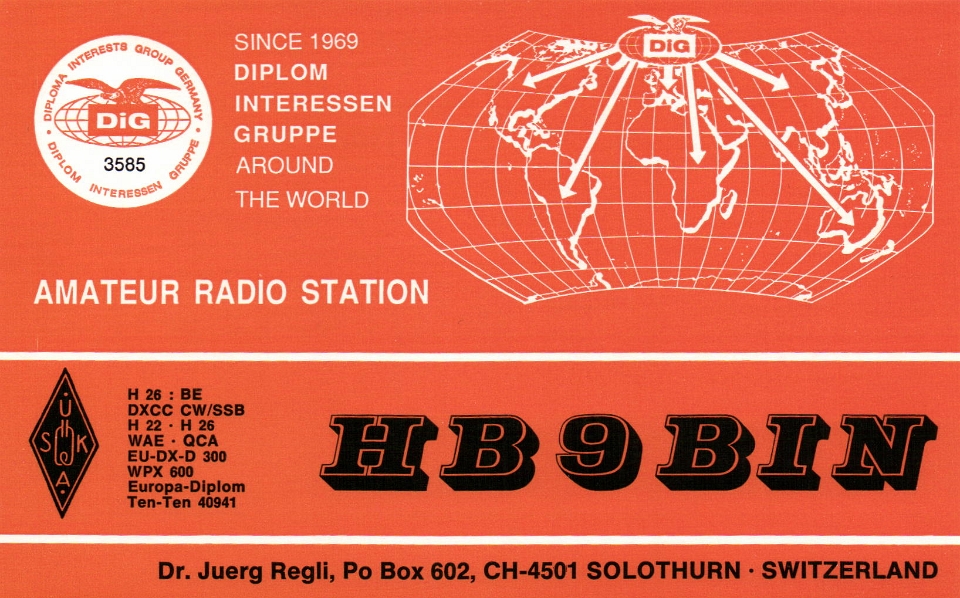 DIPLOMA INTERESTS GROUP GERMANY
DiG
3585
DIPLOM INTERESSEN GRUPPE
SINCE 1969
DIPLOM
INTERESSEN
GRUPPE
AROUND
THE WORLD
DiG
AMATEUR RADIO STATION
U
S K
A
H 26 : BE
DXCC CW/SSB
H 22 · H 26
WAE · QCA
EU-DX-D 300
WPX 600
Europa-Diplom
Ten-Ten 40941
HB9BIN
Dr. Juerg Regli, Po Box 602, CH-4501 SOLOTHURN · SWITZERLAND